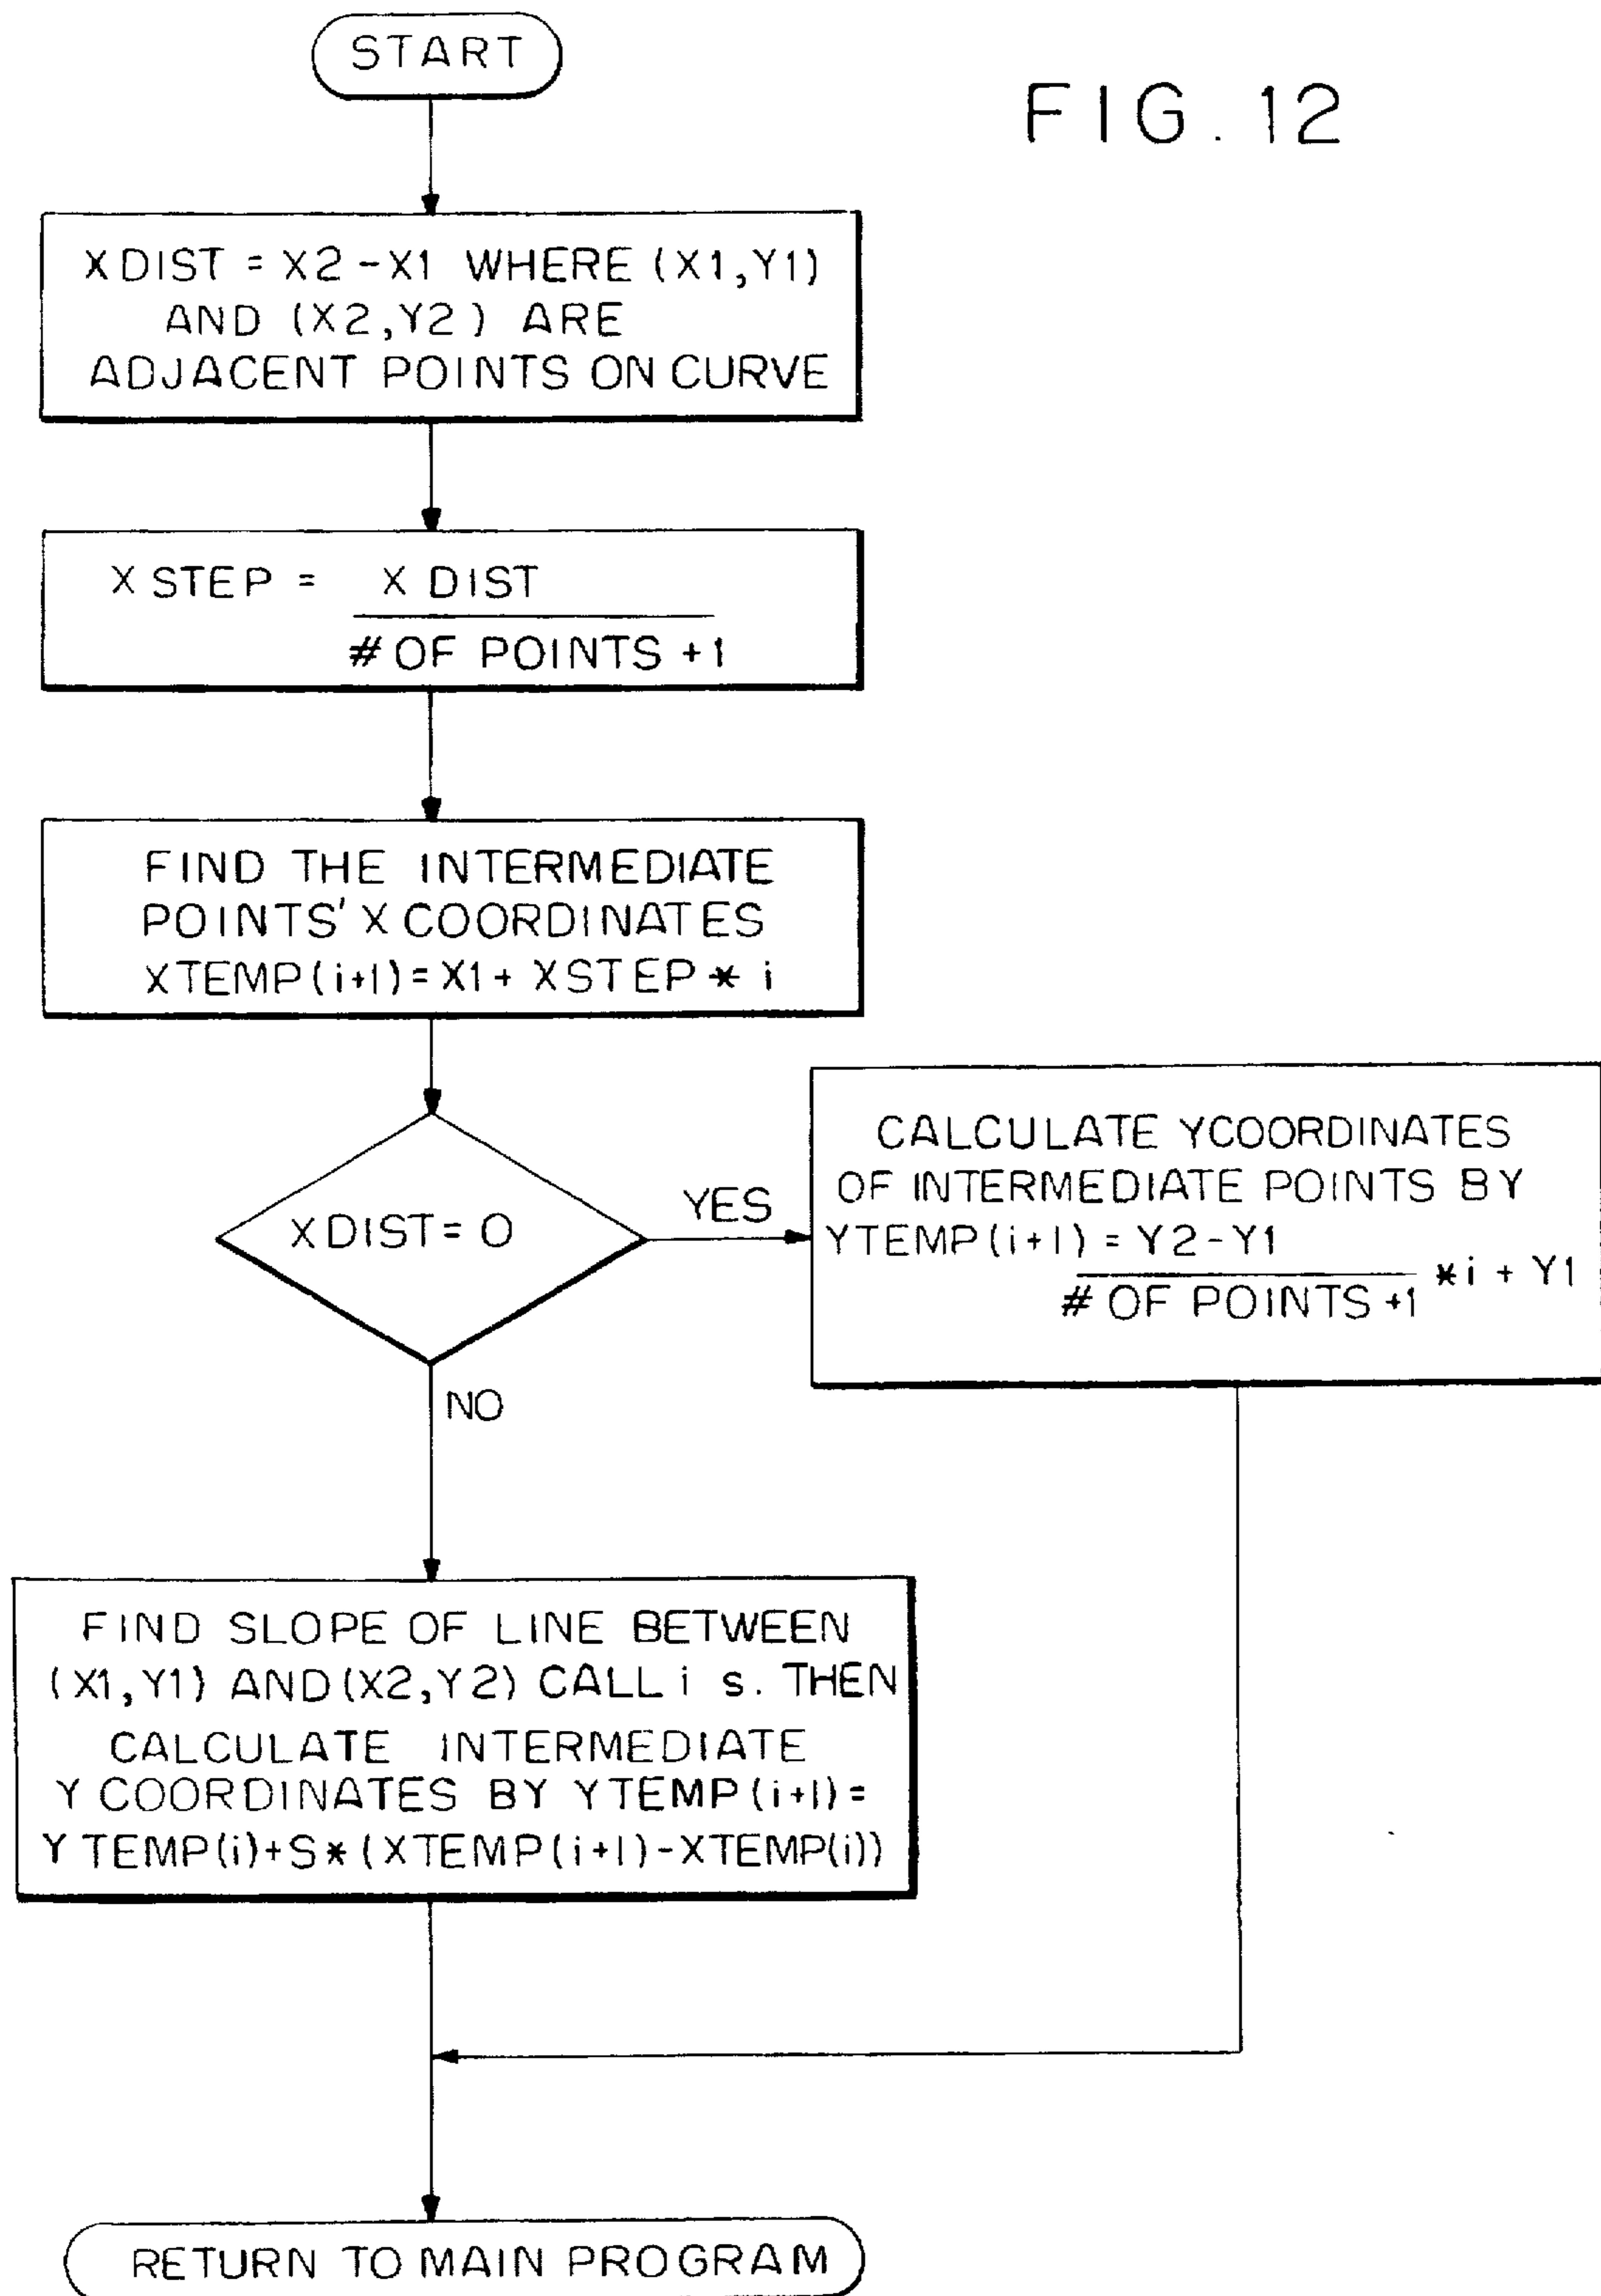 START
FIG. 12
X DIST = X2-X1 WHERE (X1,Y1)
AND (X2,Y2) ARE
ADJACENT POINTS ON CURVE
X STEP = X DIST
# OF POINTS +1
FIND THE INTERMEDIATE
POINTS' X COORDINATES
XTEMP(i+1)=X1+ XSTEP * i
X DIST = 0
YES
CALCULATE YCOORDINATES
OF INTERMEDIATE POINTS BY
YTEMP(i+1) = Y2-Y1
# OF POINTS +1 *i + Y1
NO
FIND SLOPE OF LINE BETWEEN
(X1,Y1) AND (X2,Y2) CALL i s. THEN
CALCULATE INTERMEDIATE
Y COORDINATES BY YTEMP(i+1)=
YTEMP(i)+S*(XTEMP(i+1)-XTEMP(i))
RETURN TO MAIN PROGRAM